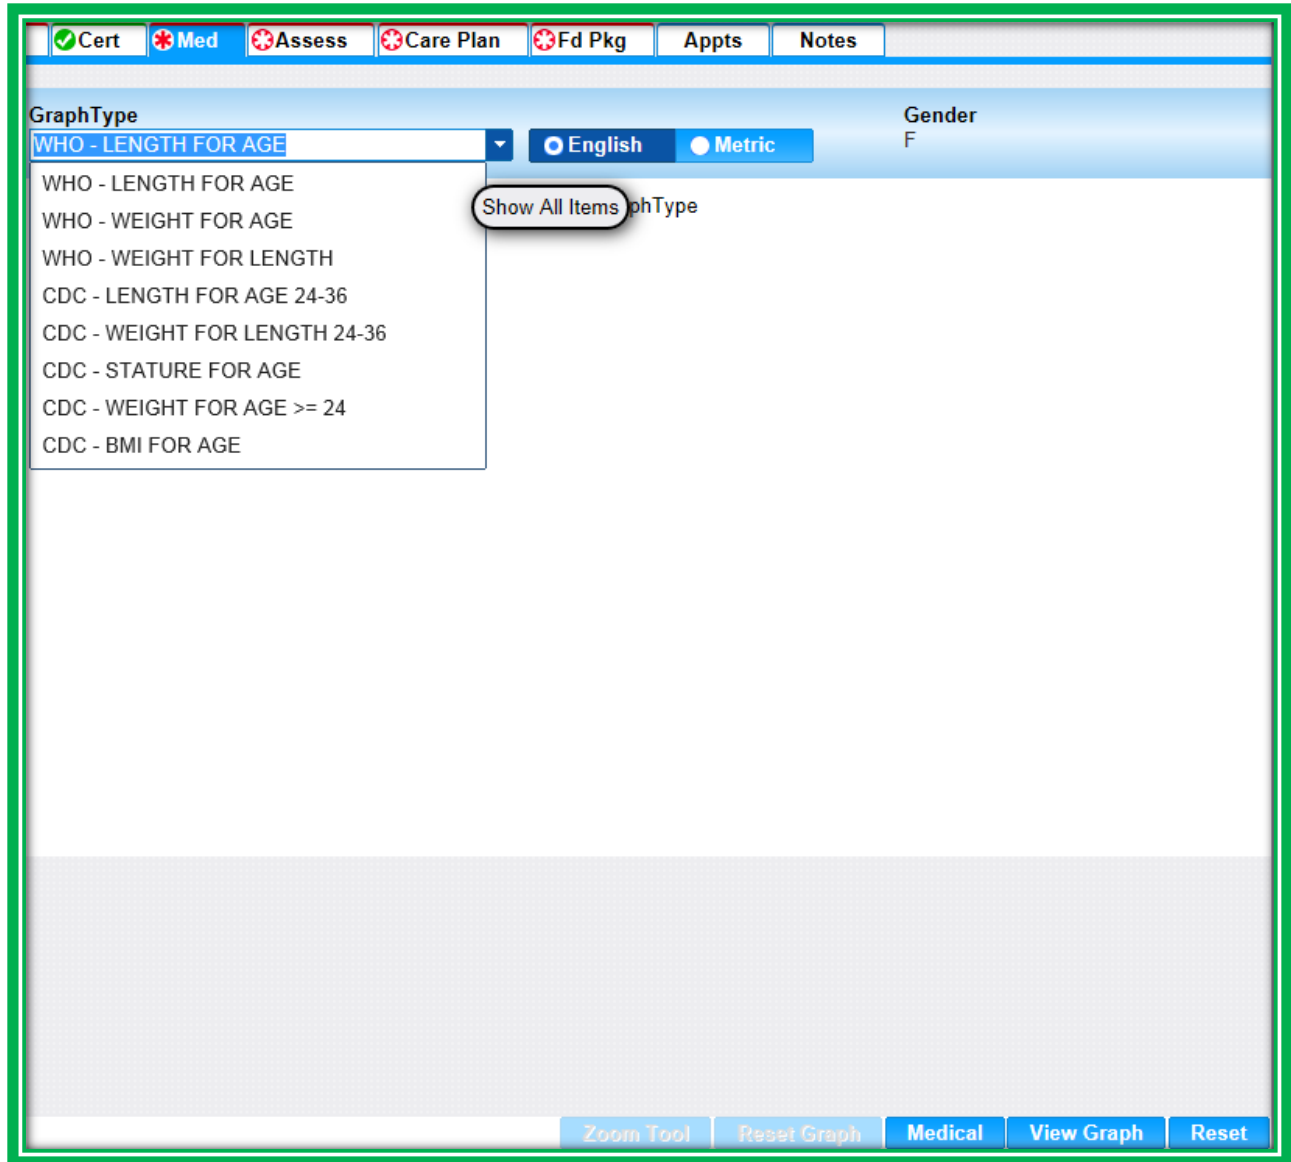 Cert Med Assess Care Plan Fd Pkg Appts Notes
GraphType Gender
WHO - LENGTH FOR AGE English Metric F
WHO - LENGTH FOR AGE
Show All Items phType
WHO - WEIGHT FOR AGE
WHO - WEIGHT FOR LENGTH
CDC - LENGTH FOR AGE 24-36
CDC - WEIGHT FOR LENGTH 24-36
CDC - STATURE FOR AGE
CDC - WEIGHT FOR AGE >= 24
CDC - BMI FOR AGE
Zoom Tool Reset Graph Medical View Graph Reset